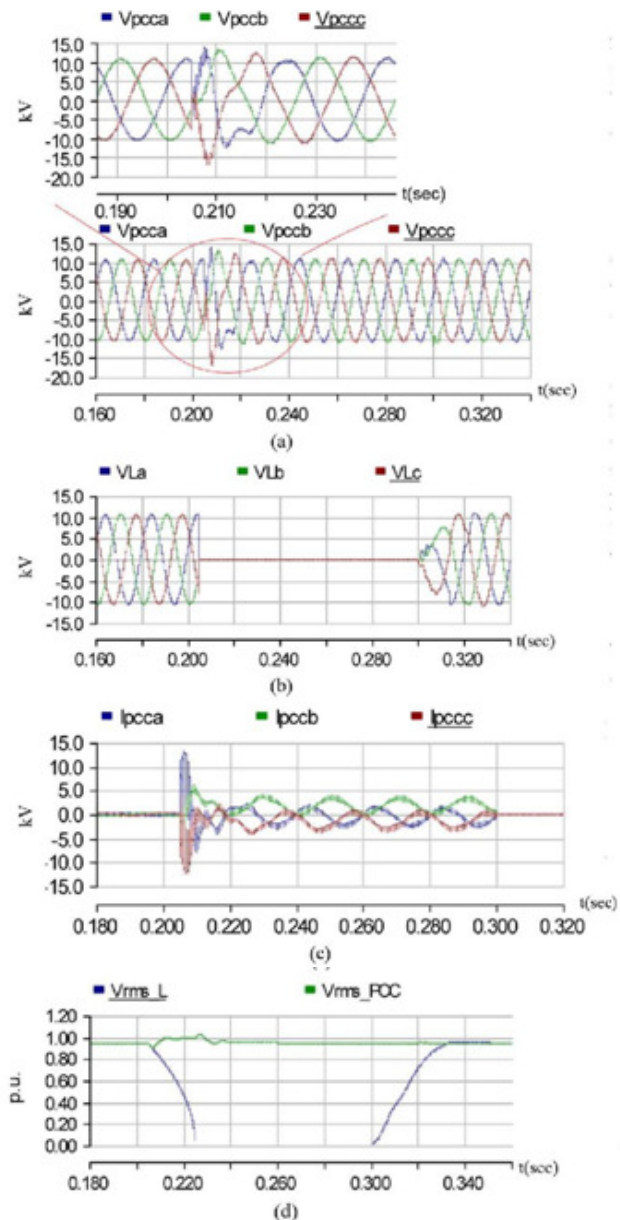 Vpcca Vpccb Vpccc
15.0
10.0
5.0
0.0
-5.0
-10.0
-15.0
-20.0
kV
t(sec)
0.190 0.210 0.230
Vpcca Vpccb Vpccc
15.0
10.0
5.0
0.0
-5.0
-10.0
-15.0
-20.0
kV
t(sec)
0.160 0.200 0.240 0.280 0.320
(a)
VLa VLb VLc
15.0
10.0
5.0
0.0
-5.0
-10.0
-15.0
kV
t(sec)
0.160 0.200 0.240 0.280 0.320
(b)
Ipcca Ipccb Ipccc
15.0
10.0
5.0
0.0
-5.0
-10.0
-15.0
kV
t(sec)
0.180 0.200 0.220 0.240 0.260 0.280 0.300 0.320
(c)
Vrms_L Vrms_PCC
1.20
1.00
0.80
0.60
0.40
0.20
0.00
p.u.
t(sec)
0.180 0.220 0.260 0.300 0.340
(d)